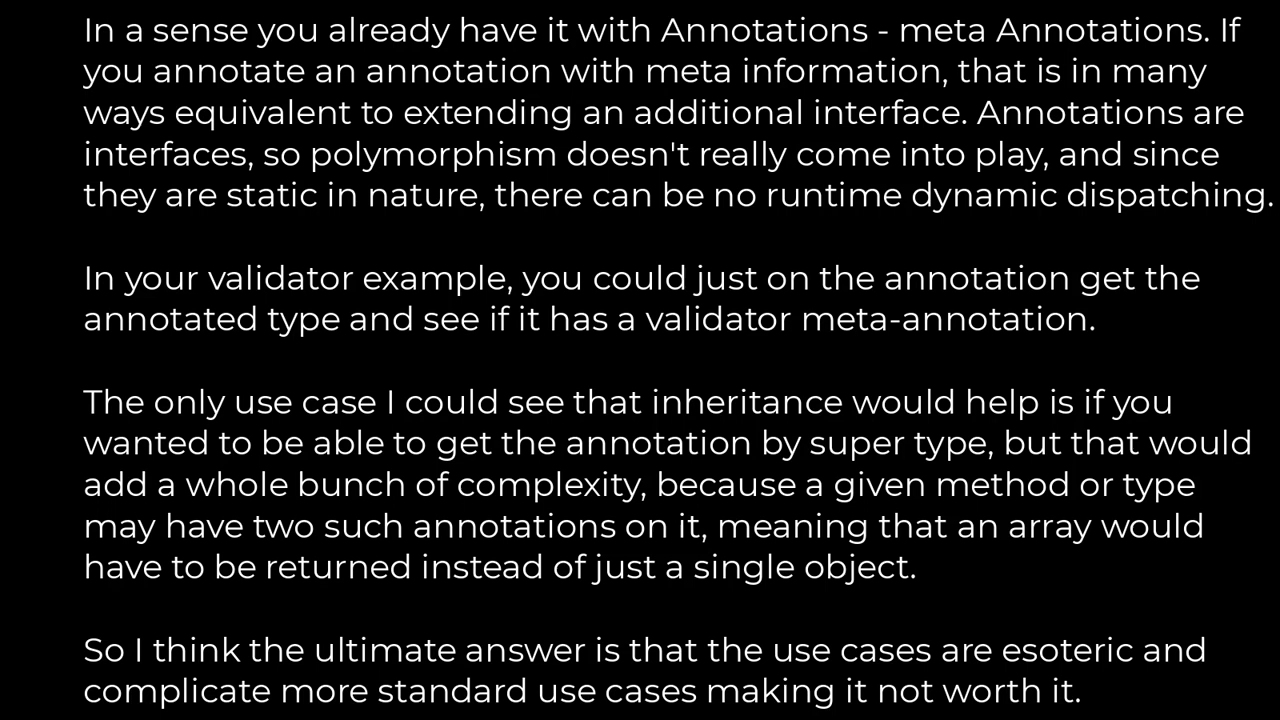 In a sense you already have it with Annotations - meta Annotations. If
you annotate an annotation with meta information, that is in many
ways equivalent to extending an additional interface. Annotations are
interfaces, so polymorphism doesn't really come into play, and since
they are static in nature, there can be no runtime dynamic dispatching.
In your validator example, you could just on the annotation get the
annotated type and see if it has a validator meta-annotation.
The only use case I could see that inheritance would help is if you
wanted to be able to get the annotation by super type, but that would
add a whole bunch of complexity, because a given method or type
may have two such annotations on it, meaning that an array would
have to be returned instead of just a single object.
So I think the ultimate answer is that the use cases are esoteric and
complicate more standard use cases making it not worth it.